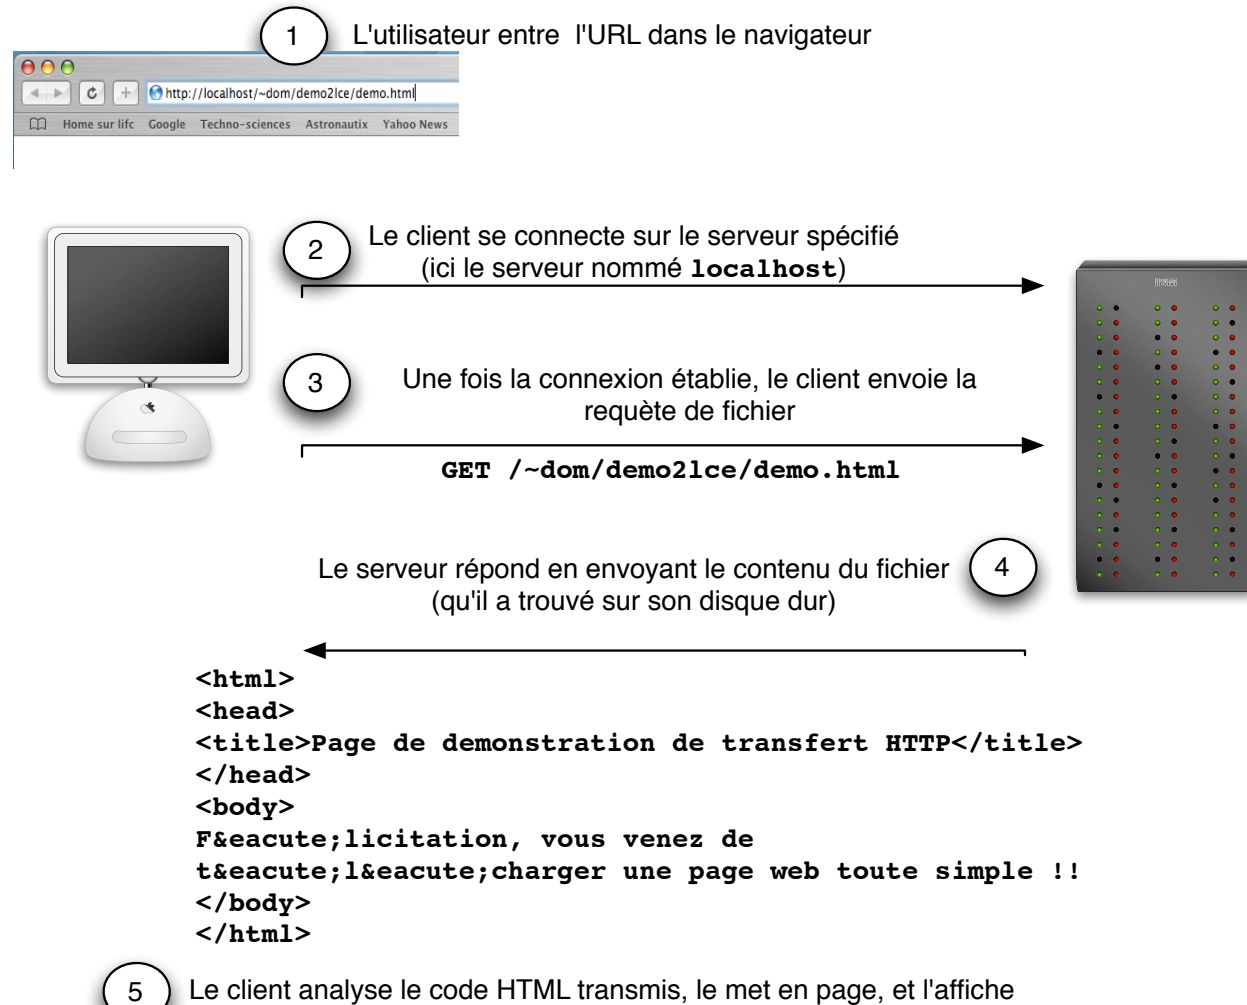 1
L'utilisateur entre l'URL dans le navigateur
http://localhost/~dom/demo2lce/demo.html
Home sur lifc Google Techno-sciences Astronautix Yahoo News
2
Le client se connecte sur le serveur spécifié
(ici le serveur nommé localhost)
3
Une fois la connexion établie, le client envoie la
requète de fichier
GET /~dom/demo2lce/demo.html
4
Le serveur répond en envoyant le contenu du fichier
(qu'il a trouvé sur son disque dur)
<html>
<head>
<title>Page de demonstration de transfert HTTP</title>
</head>
<body>
F&eacute;licitation, vous venez de
t&eacute;l&eacute;charger une page web toute simple !!
</body>
</html>
5
Le client analyse le code HTML transmis, le met en page, et l'affiche